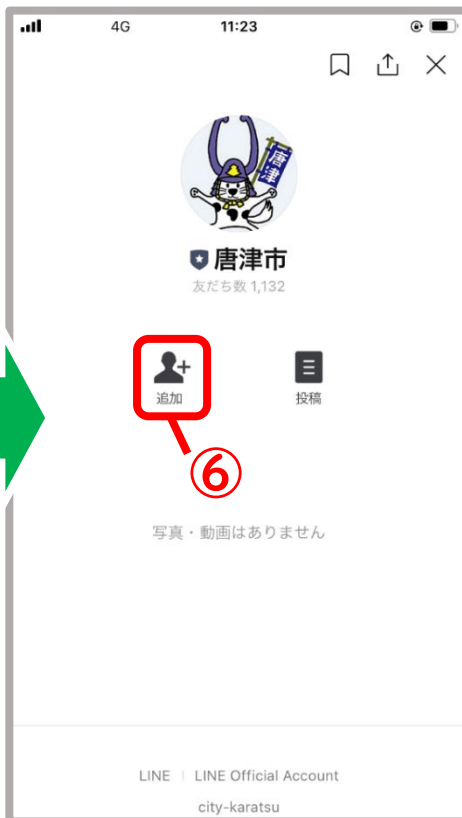 4G 11:23
唐津
唐津市
友だち数 1,132
追加 投稿
⑥
写真・動画はありません
LINE | LINE Official Account
city-karatsu